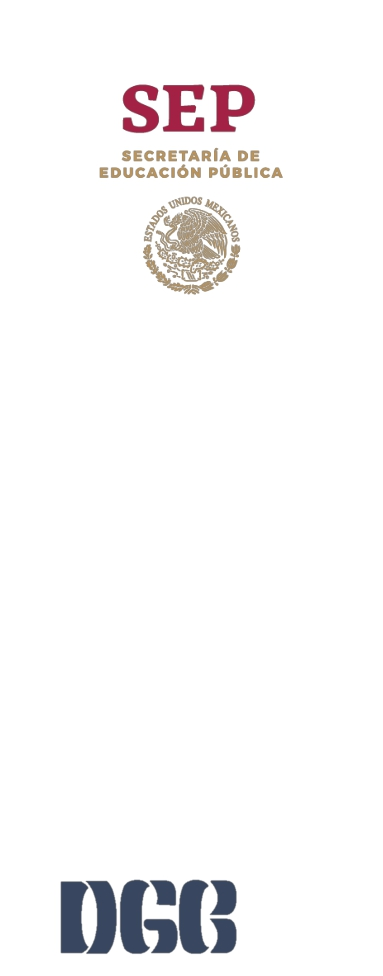 SEP
SECRETARÍA DE
EDUCACIÓN PÚBLICA
ESTADOS UNIDOS MEXICANOS
DGB